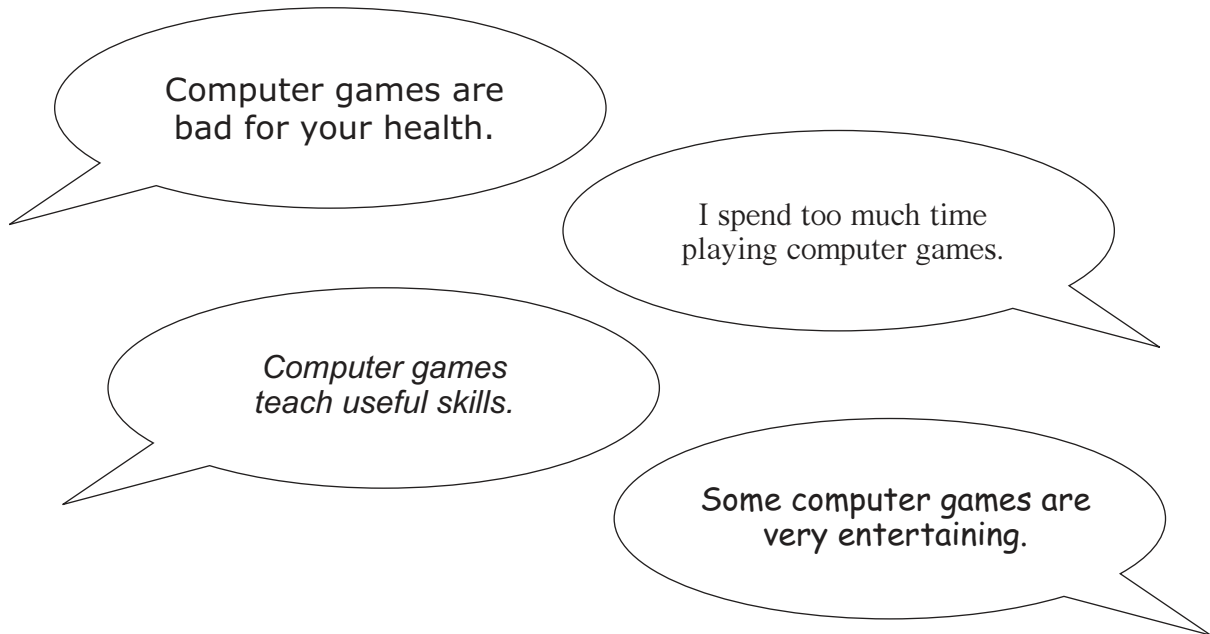 Computer games are
bad for your health.
I spend too much time
playing computer games.
Computer games
teach useful skills.
Some computer games are
very entertaining.